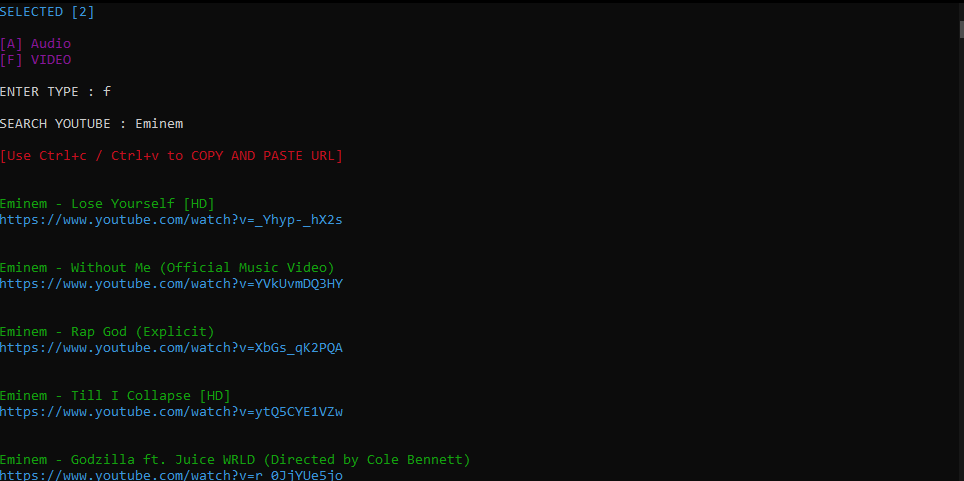 SELECTED [2]
[A] Audio
[F] VIDEO
ENTER TYPE : f
SEARCH YOUTUBE : Eminem
[Use Ctrl+c / Ctrl+v to COPY AND PASTE URL]
Eminem - Lose Yourself [HD]
https://www.youtube.com/watch?v=_Yhyp-_hX2s
Eminem - Without Me (Official Music Video)
https://www.youtube.com/watch?v=YVkUvmDQ3HY
Eminem - Rap God (Explicit)
https://www.youtube.com/watch?v=XbGs_qK2PQA
Eminem - Till I Collapse [HD]
https://www.youtube.com/watch?v=ytQ5CYE1VZw
Eminem - Godzilla ft. Juice WRLD (Directed by Cole Bennett)
https://www.youtube.com/watch?v=r_0JjYUe5jo